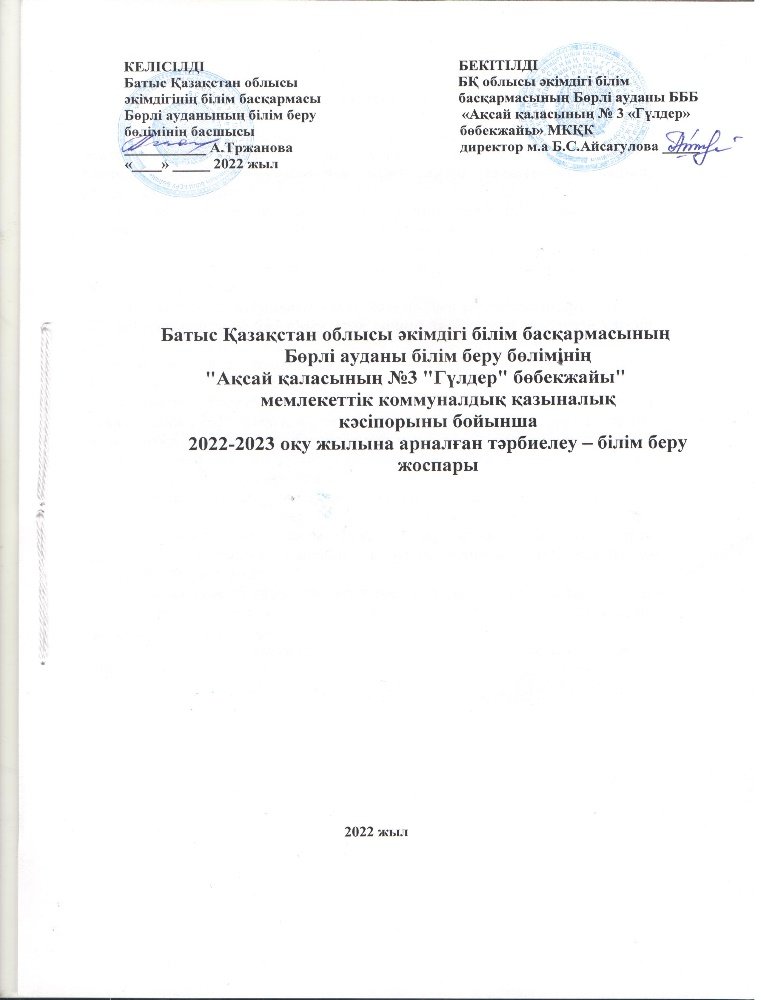 КЕЛІСІЛДІ
Батыс Қазақстан облысы
әкімдігінің білім басқармасы
Бөрлі ауданының білім беру
бөлімінің басшысы
___________ А.Тржанова
«____» _____ 2022 жыл
БЕКІТІЛДІ
БҚ облысы әкімдігі білім
басқармасының Бөрлі ауданы БББ
«Ақсай қаласының № 3 «Гүлдер»
бөбекжайы» МКҚК
директор м.а Б.С.Айсагулова _____
Батыс Қазақстан облысы әкімдігі білім басқармасының
Бөрлі ауданы білім беру бөлімінің
"Ақсай қаласының №3 "Гүлдер" бөбекжайы"
мемлекеттік коммуналдық қазыналық
кәсіпорыны бойынша
2022-2023 оқу жылына арналған тәрбиелеу – білім беру
жоспары
2022 жыл